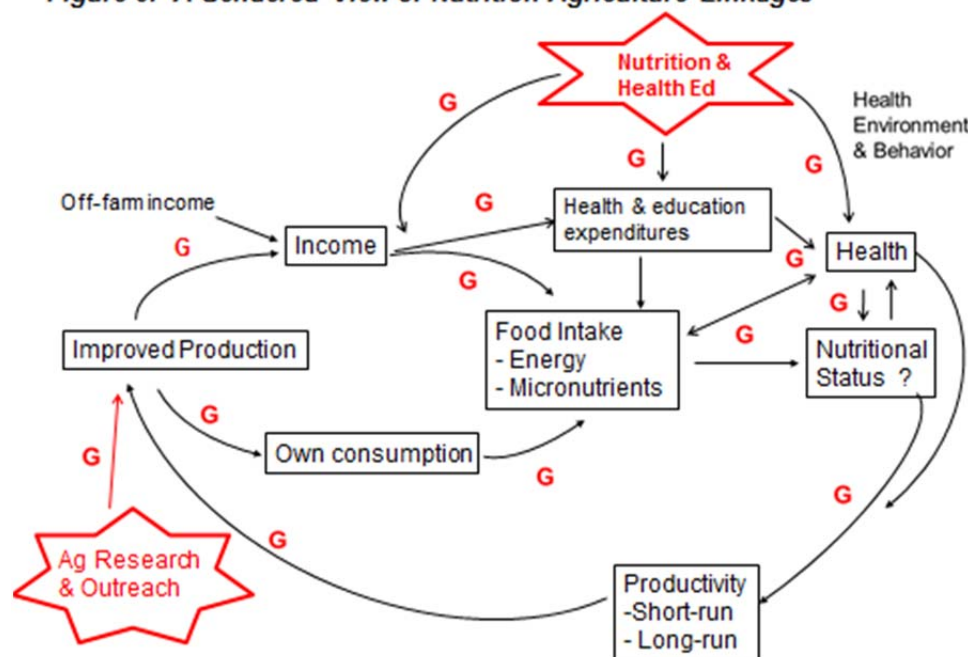 Figure 3. A Gendered View of Nutrition Agriculture Linkages
Nutrition &
Health Ed
G
Health
Environment
& Behavior
G
G
Off-farm income
G
Health & education
expenditures
G
Income
G
Health
G
G
Improved Production
Food Intake
- Energy
- Micronutrients
G
G
Nutritional
Status ?
G
Own consumption
G
G
G
G
Ag Research
& Outreach
Productivity
-Short-run
- Long-run